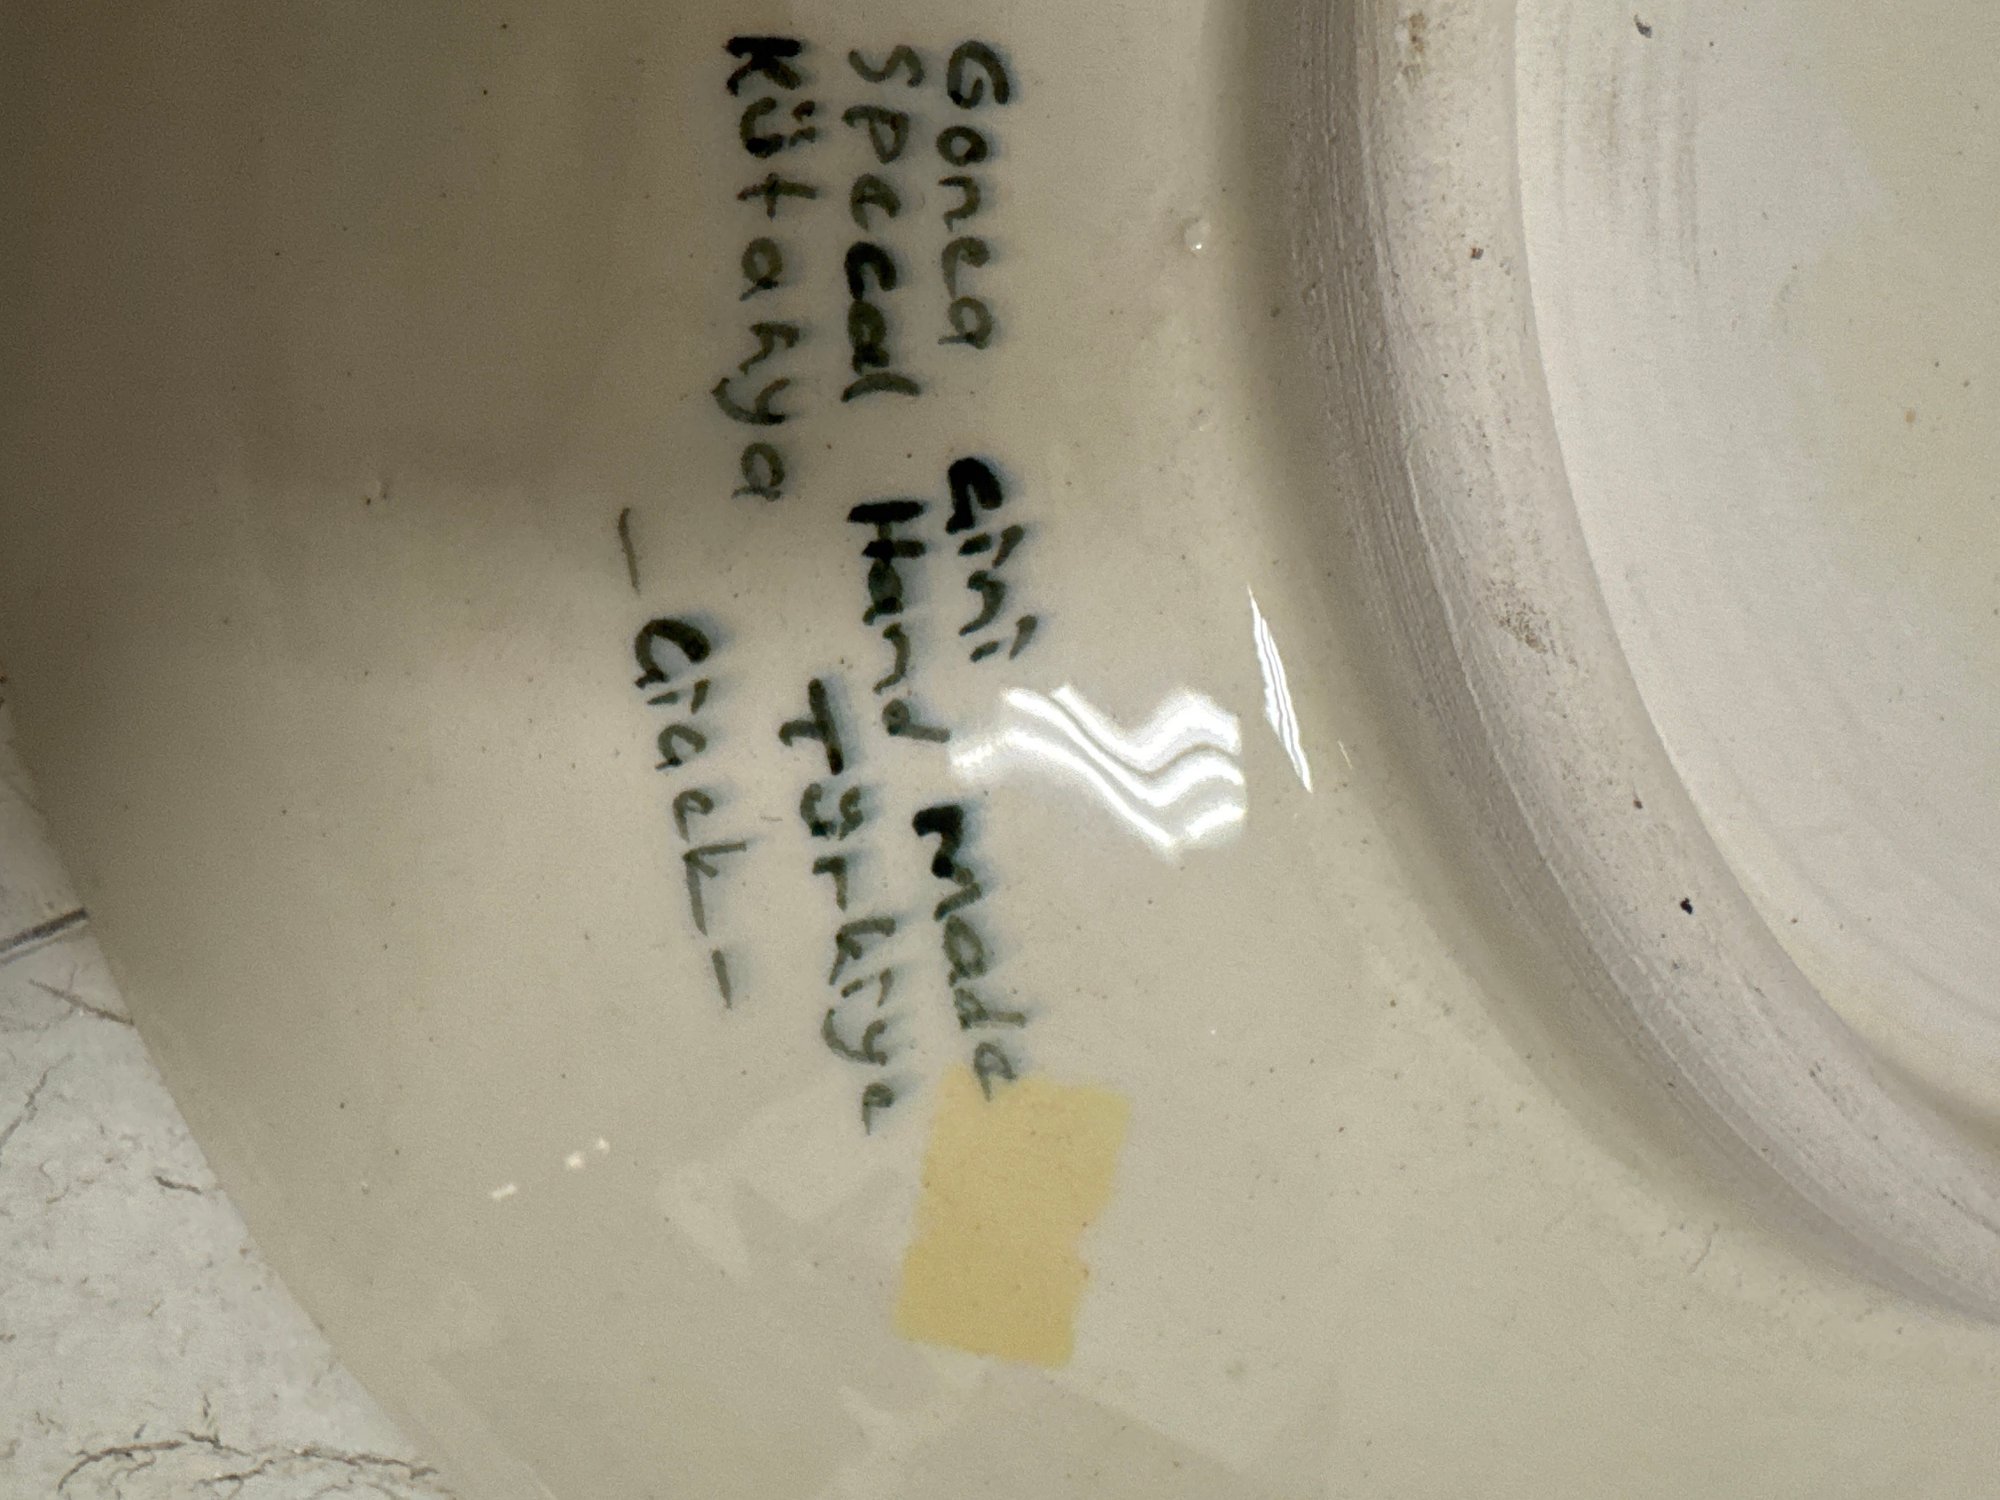 Gonca Çini
Special Hand Made
Kütahya Türkiye
- Çiçek -